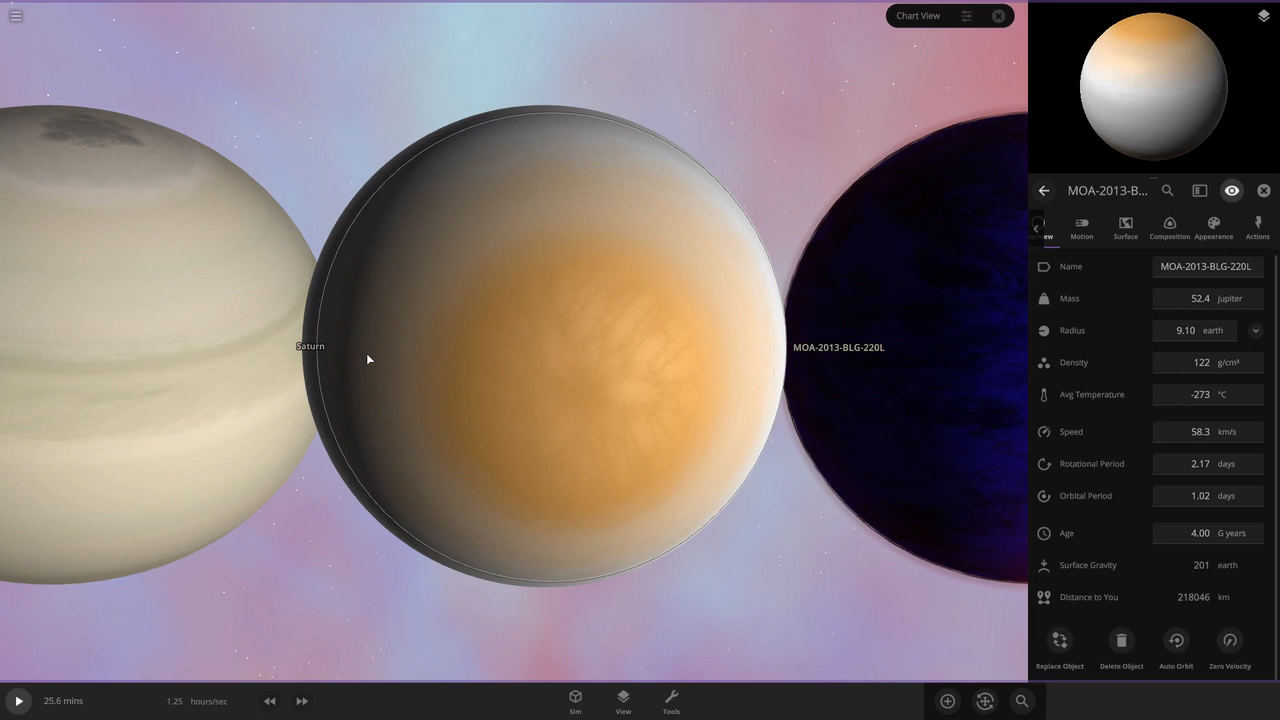 Chart View
Saturn
MOA-2013-BLG-220L
MOA-2013-B...
Motion
Surface
Composition
Appearance
Actions
Name MOA-2013-BLG-220L
Mass 52.4 jupiter
Radius 9.10 earth
Density 122 g/cm³
Avg Temperature -273 °C
Speed 58.3 km/s
Rotational Period 2.17 days
Orbital Period 1.02 days
Age 4.00 G years
Surface Gravity 201 earth
Distance to You 218046 km
Replace Object
Delete Object
Auto Orbit
Zero Velocity
25.6 mins
1.25 hours/sec
Sim
View
Tools